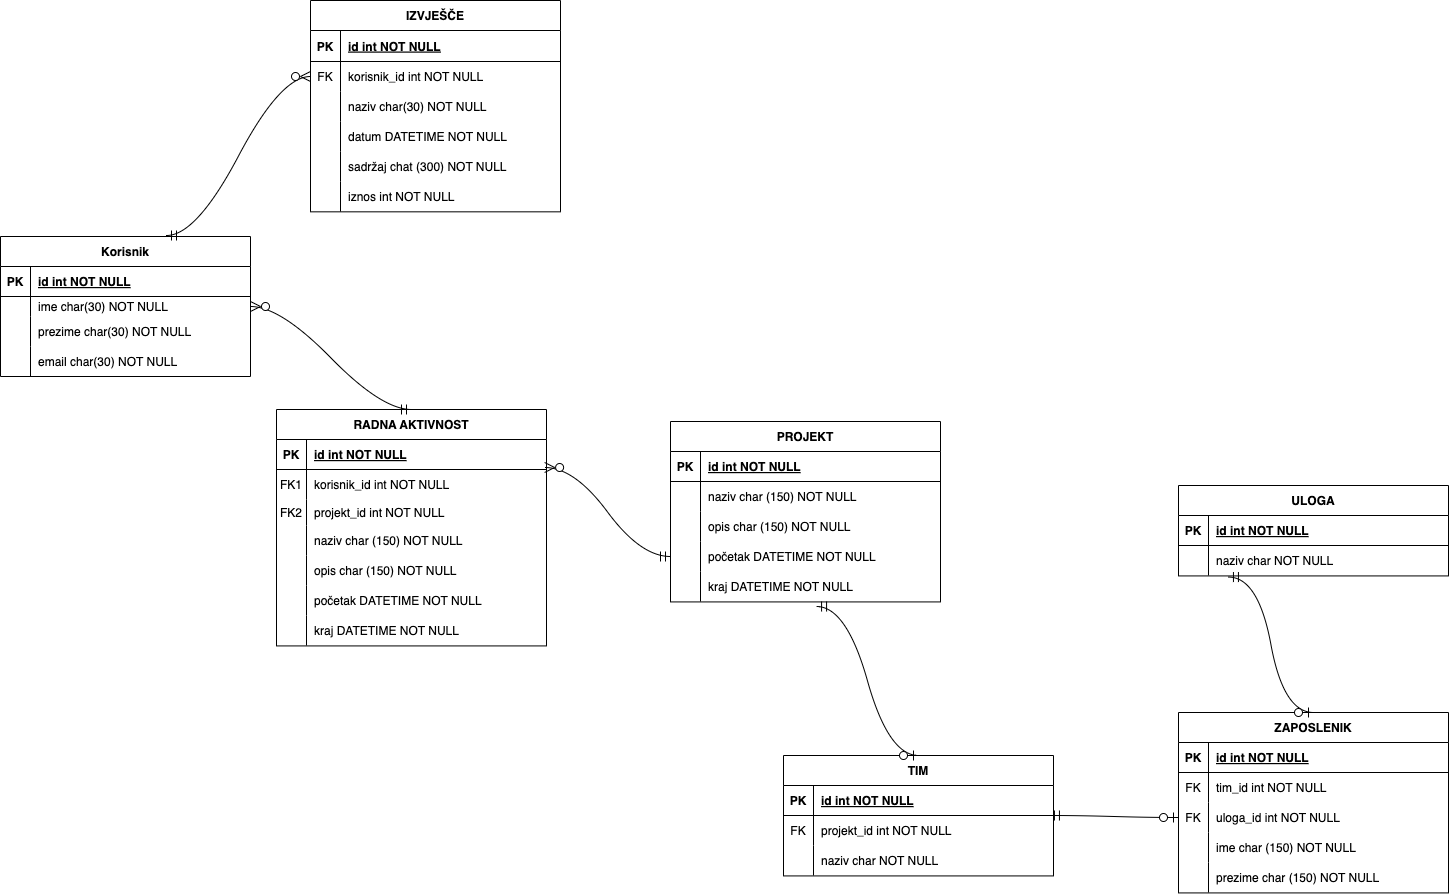 IZVJEŠČE
PK id int NOT NULL
FK korisnik_id int NOT NULL
naziv char(30) NOT NULL
datum DATETIME NOT NULL
sadržaj chat (300) NOT NULL
iznos int NOT NULL
Korisnik
PK id int NOT NULL
ime char(30) NOT NULL
prezime char(30) NOT NULL
email char(30) NOT NULL
RADNA AKTIVNOST
PK id int NOT NULL
FK1 korisnik_id int NOT NULL
FK2 projekt_id int NOT NULL
naziv char (150) NOT NULL
opis char (150) NOT NULL
početak DATETIME NOT NULL
kraj DATETIME NOT NULL
PROJEKT
PK id int NOT NULL
naziv char (150) NOT NULL
opis char (150) NOT NULL
početak DATETIME NOT NULL
kraj DATETIME NOT NULL
ULOGA
PK id int NOT NULL
naziv char NOT NULL
TIM
PK id int NOT NULL
FK projekt_id int NOT NULL
naziv char NOT NULL
ZAPOSLENIK
PK id int NOT NULL
FK tim_id int NOT NULL
FK uloga_id int NOT NULL
ime char (150) NOT NULL
prezime char (150) NOT NULL